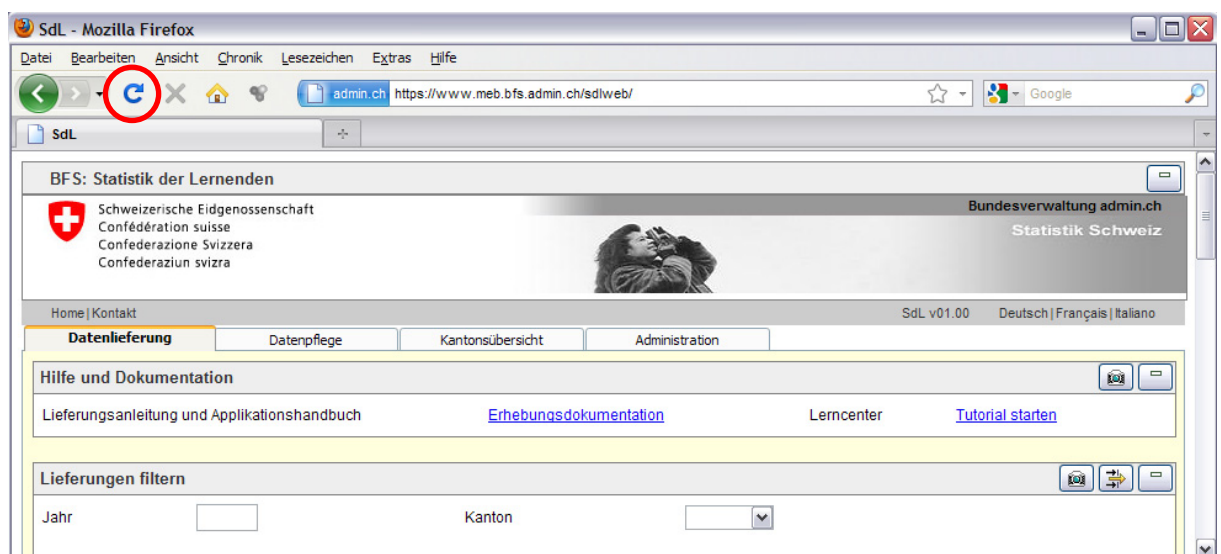 SdL - Mozilla Firefox
Datei Bearbeiten Ansicht Chronik Lesezeichen Extras Hilfe
admin.ch https://www.meb.bfs.admin.ch/sdlweb/ Google
SdL
BFS: Statistik der Lernenden
Schweizerische Eidgenossenschaft
Confédération suisse
Confederazione Svizzera
Confederaziun svizra
Bundesverwaltung admin.ch
Statistik Schweiz
Home|Kontakt SdL v01.00 Deutsch|Français|Italiano
Datenlieferung Datenpflege Kantonsübersicht Administration
Hilfe und Dokumentation
Lieferungsanleitung und Applikationshandbuch Erhebungsdokumentation Lerncenter Tutorial starten
Lieferungen filtern
Jahr Kanton